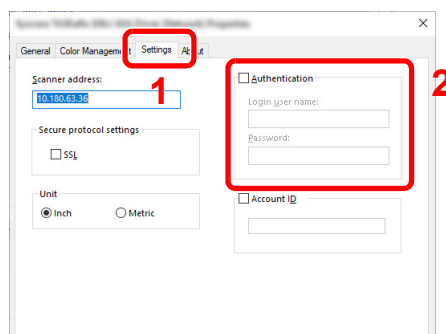 General Color Management Settings About
1
2
Scanner address:
10.180.63.36
Secure protocol settings
SSL
Unit
Inch Metric
Authentication
Login user name:
Password:
Account ID